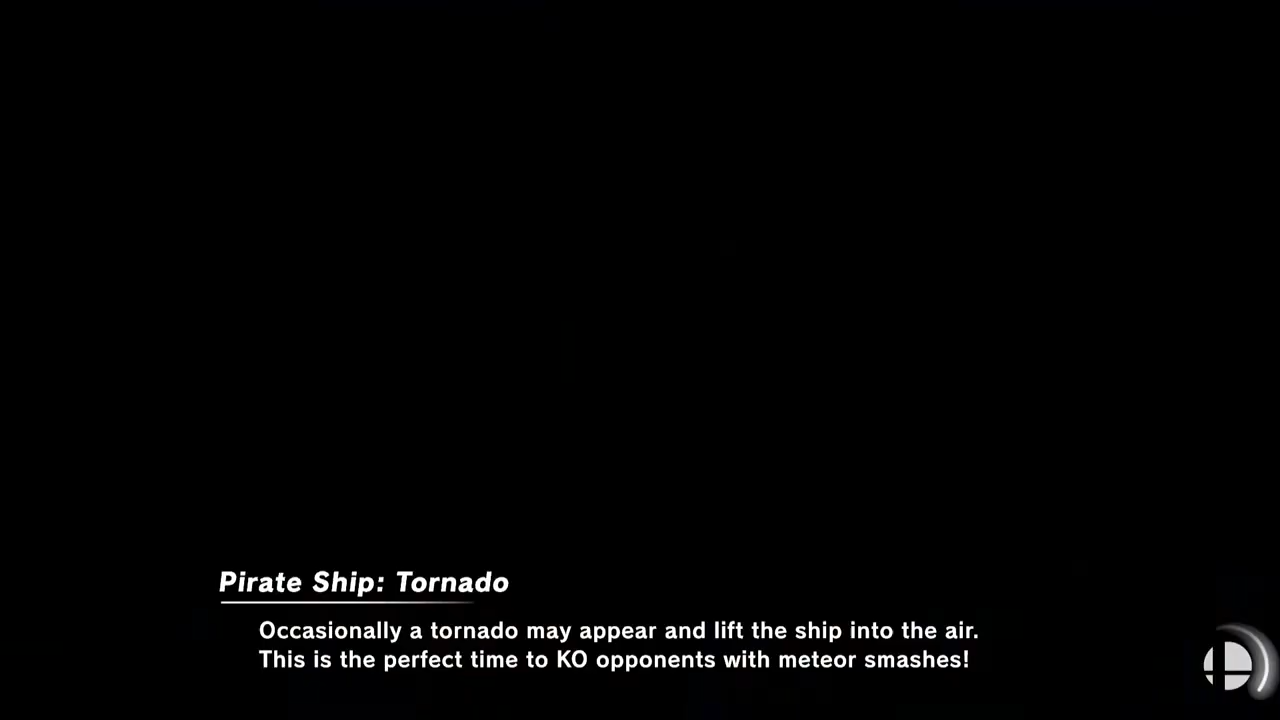 Pirate Ship: Tornado
Occasionally a tornado may appear and lift the ship into the air.
This is the perfect time to KO opponents with meteor smashes!